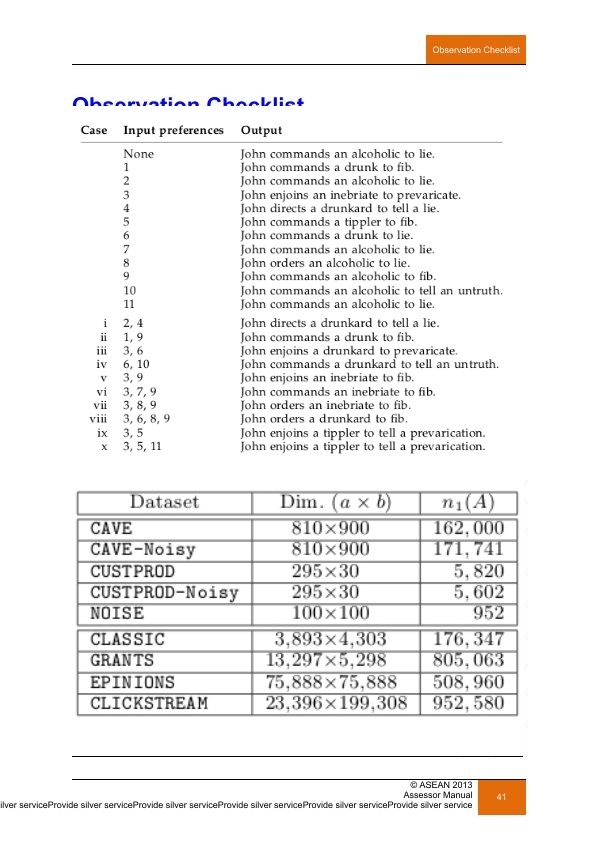 Observation Checklist
Observation Checklist
Case Input preferences Output
None John commands an alcoholic to lie.
1 John commands a drunk to fib.
2 John commands an alcoholic to lie.
3 John enjoins an inebriate to prevaricate.
4 John directs a drunkard to tell a lie.
5 John commands a tippler to fib.
6 John commands a drunk to lie.
7 John commands an alcoholic to lie.
8 John orders an alcoholic to lie.
9 John commands an alcoholic to fib.
10 John commands an alcoholic to tell an untruth.
11 John commands an alcoholic to lie.
i 2, 4 John directs a drunkard to tell a lie.
ii 1, 9 John commands a drunk to fib.
iii 3, 6 John enjoins a drunkard to prevaricate.
iv 6, 10 John commands a drunkard to tell an untruth.
v 3, 9 John enjoins an inebriate to fib.
vi 3, 7, 9 John commands an inebriate to fib.
vii 3, 8, 9 John orders an inebriate to fib.
viii 3, 6, 8, 9 John orders a drunkard to fib.
ix 3, 5 John enjoins a tippler to tell a prevarication.
x 3, 5, 11 John enjoins a tippler to tell a prevarication.
Dataset Dim. (a × b) n₁(A)
CAVE 810×900 162,000
CAVE-Noisy 810×900 171,741
CUSTPROD 295×30 5,820
CUSTPROD-Noisy 295×30 5,602
NOISE 100×100 952
CLASSIC 3,893×4,303 176,347
GRANTS 13,297×5,298 805,063
EPINIONS 75,888×75,888 508,960
CLICKSTREAM 23,396×199,308 952,580
© ASEAN 2013
Assessor Manual
41
ilver serviceProvide silver serviceProvide silver serviceProvide silver serviceProvide silver serviceProvide silver service